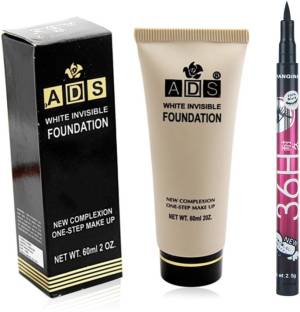 ADS
WHITE INVISIBLE
FOUNDATION
NEW COMPLEXION
ONE-STEP MAKE UP
NET WT. 60ml 2 OZ.
ADS®
WHITE INVISIBLE
FOUNDATION
NEW COMPLEXION
ONE-STEP MAKE UP
NET WT. 60ml 2OZ.
36H
NEW